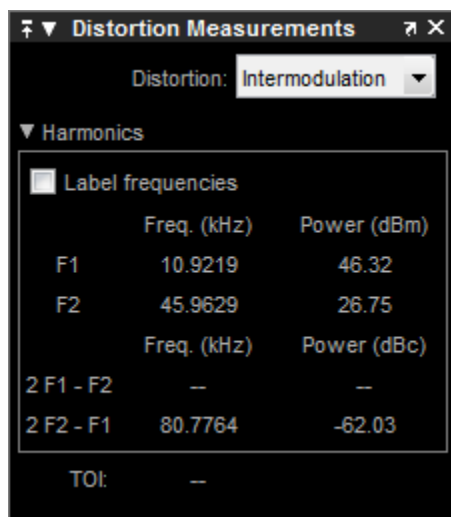 Distortion Measurements
Distortion: Intermodulation
Harmonics
Label frequencies
Freq. (kHz) Power (dBm)
F1 10.9219 46.32
F2 45.9629 26.75
Freq. (kHz) Power (dBc)
2 F1 - F2 -- --
2 F2 - F1 80.7764 -62.03
TOI: --